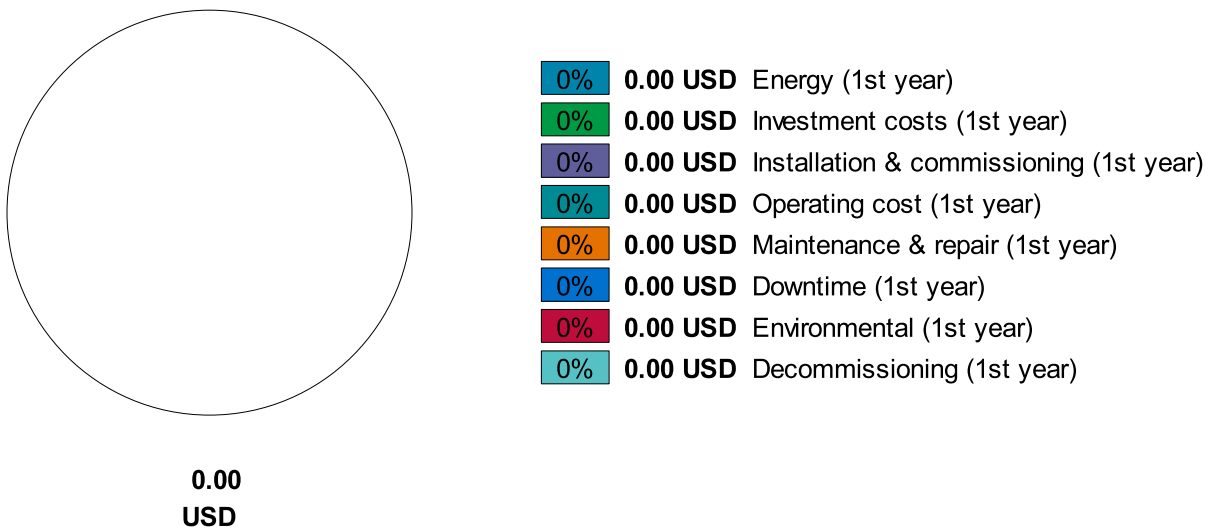 0% 0.00 USD Energy (1st year)
0% 0.00 USD Investment costs (1st year)
0% 0.00 USD Installation & commissioning (1st year)
0% 0.00 USD Operating cost (1st year)
0% 0.00 USD Maintenance & repair (1st year)
0% 0.00 USD Downtime (1st year)
0% 0.00 USD Environmental (1st year)
0% 0.00 USD Decommissioning (1st year)
0.00
USD